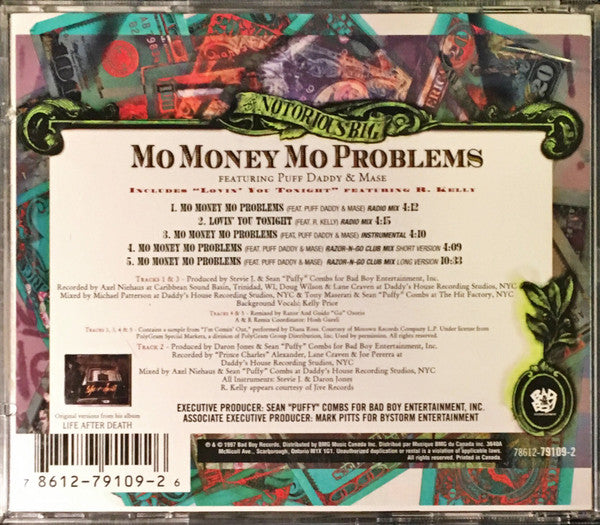 NOTORIOUS B.I.G.
MO MONEY MO PROBLEMS
FEATURING PUFF DADDY & MASE
INCLUDES "LOVIN' YOU TONIGHT" FEATURING R. KELLY
1. MO MONEY MO PROBLEMS (FEAT. PUFF DADDY & MASE) RADIO MIX 4:12
2. LOVIN' YOU TONIGHT (FEAT. R. KELLY) RADIO MIX 4:15
3. MO MONEY MO PROBLEMS (FEAT. PUFF DADDY & MASE) INSTRUMENTAL 4:10
4. MO MONEY MO PROBLEMS (FEAT. PUFF DADDY & MASE) RAZOR-N-GO CLUB MIX SHORT VERSION 4:09
5. MO MONEY MO PROBLEMS (FEAT. PUFF DADDY & MASE) RAZOR-N-GO CLUB MIX LONG VERSION 10:33
TRACKS 1 & 3 - Produced by Stevie J. & Sean "Puffy" Combs for Bad Boy Entertainment, Inc.
Recorded by Axel Niehaus at Caribbean Sound Basin, Trinidad, WI, Doug Wilson & Lane Craven at Daddy's House Recording Studios, NYC
Mixed by Michael Patterson at Daddy's House Recording Studios, NYC & Tony Maserati & Sean "Puffy" Combs at The Hit Factory, NYC
Background Vocals: Kelly Price
TRACKS 4 & 5 - Remixed by Razor And Guido "Go" Osorio
A & R Remix Coordinator: Hosh Gureli
TRACKS 1, 3, 4 & 5 - Contains a sample from "I'm Comin' Out," performed by Diana Ross. Courtesy of Motown Records Company L.P. Under license from
PolyGram Special Markets, a division of PolyGram Group Distribution, Inc. Used by permission. All rights reserved.
TRACK 2 - Produced by Daron Jones & Sean "Puffy" Combs for Bad Boy Entertainment, Inc.
Recorded by "Prince Charles" Alexander, Lane Craven & Joe Perrera at
Daddy's House Recording Studios, NYC
Mixed by Axel Niehaus & Sean "Puffy" Combs at Daddy's House Recording Studios, NYC
All Instruments: Stevie J. & Daron Jones
R. Kelly appears courtesy of Jive Records
Original versions from his album
LIFE AFTER DEATH
EXECUTIVE PRODUCER: SEAN "PUFFY" COMBS FOR BAD BOY ENTERTAINMENT, INC.
ASSOCIATE EXECUTIVE PRODUCER: MARK PITTS FOR BYSTORM ENTERTAINMENT
℗ & © 1997 Bad Boy Records. Distributed by BMG Music Canada Inc. Distribué par Musique BMG du Canada Inc. 3640A
McNicoll Ave., Scarborough, Ontario M1X 1G1. Unauthorized duplication or rental is a violation of applicable laws.
All rights reserved. Printed in Canada.
78612-79109-2
7 78612-79109-2 6